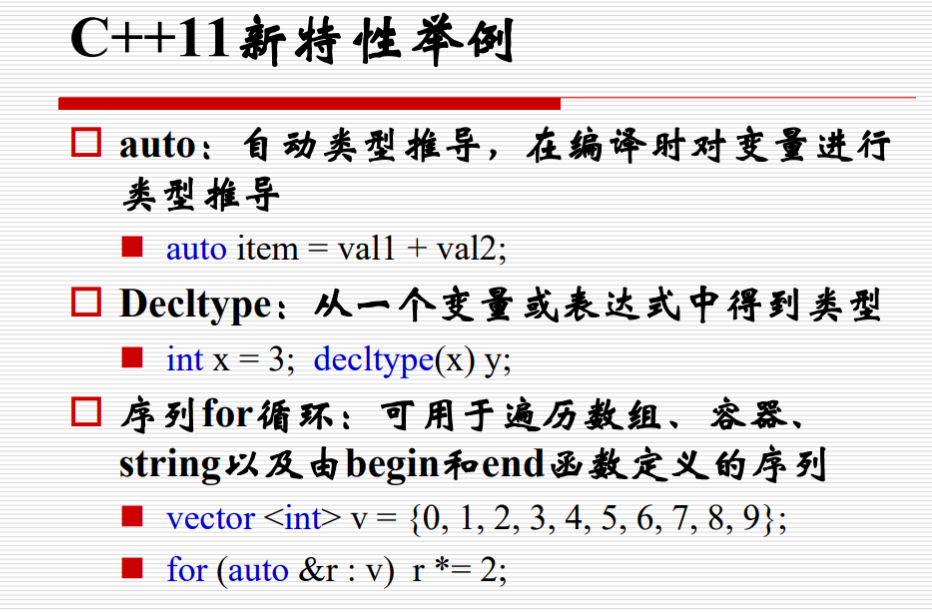 C++11新特性举例
auto：自动类型推导，在编译时对变量进行
类型推导
auto item = val1 + val2;
Decltype：从一个变量或表达式中得到类型
int x = 3; decltype(x) y;
序列for循环：可用于遍历数组、容器、
string以及由begin和end函数定义的序列
vector <int> v = {0, 1, 2, 3, 4, 5, 6, 7, 8, 9};
for (auto &r : v) r *= 2;